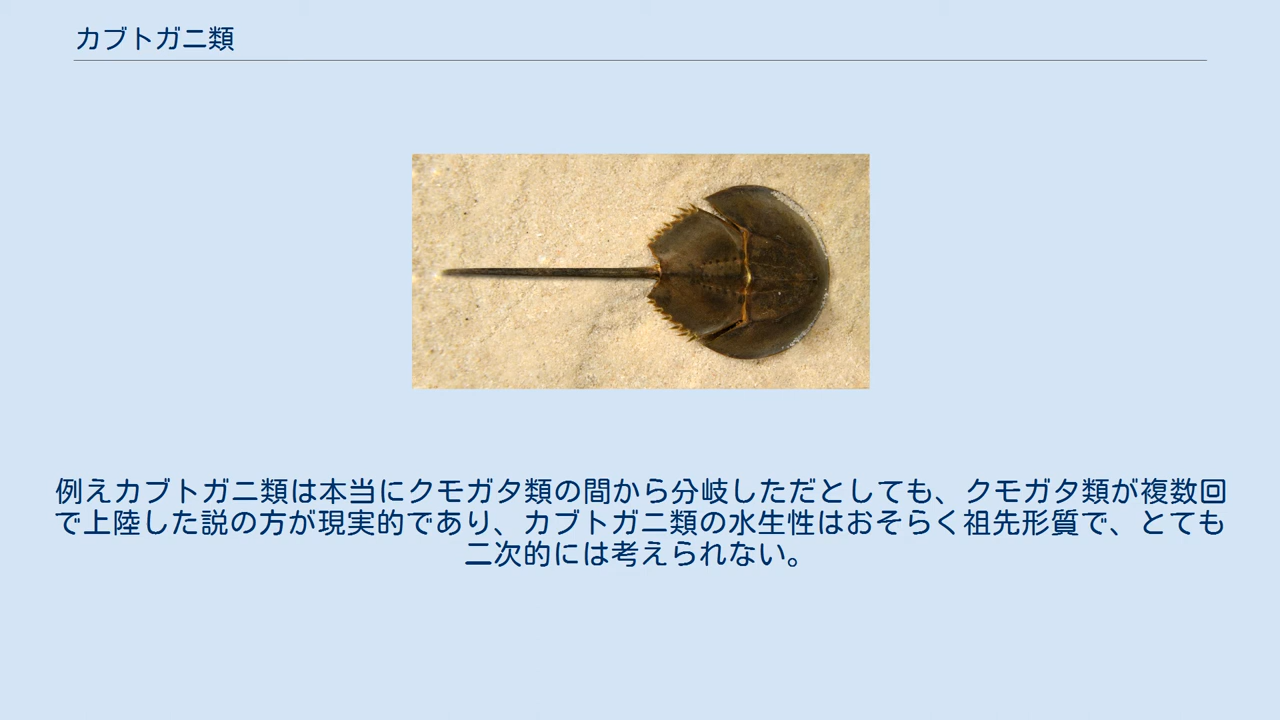 カブトガニ類
例えカブトガニ類は本当にクモガタ類の間から分岐しただとしても、クモガタ類が複数回
で上陸した説の方が現実的であり、カブトガニ類の水生性はおそらく祖先形質で、とても
二次的には考えられない。